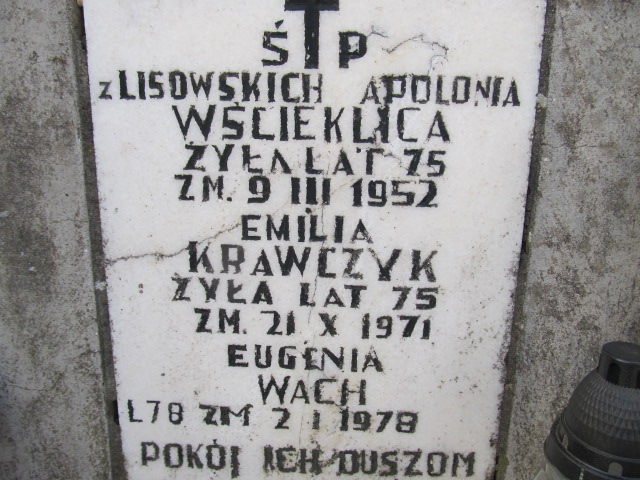 Ś P
z LISOWSKICH APOLONIA
WŚCIEKLICA
ŻYŁA LAT 75
ZM. 9 III 1952
EMILIA
KRAWCZYK
ŻYŁA LAT 75
ZM. 21 X 1971
EUGENIA
WACH
L78 ZM 2 I 1978
POKÓJ ICH DUSZOM